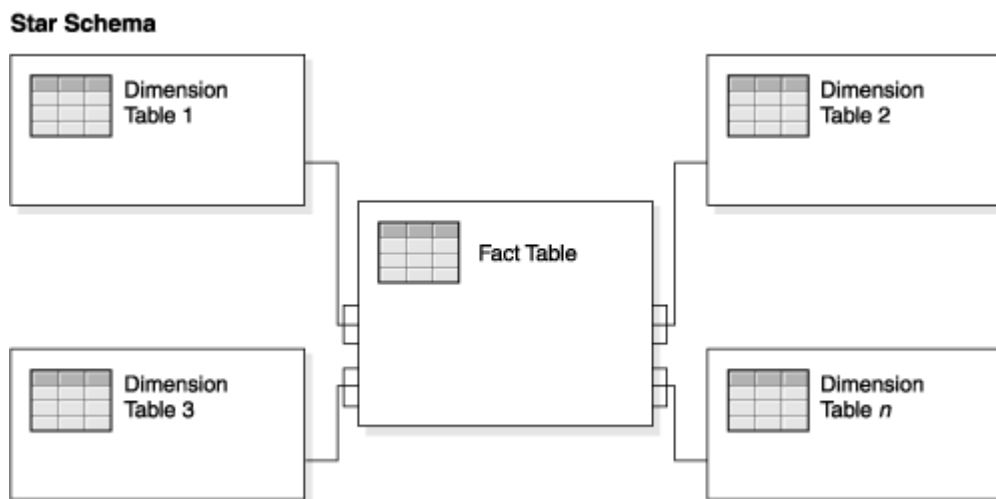 Star Schema
Dimension
Table 1
Dimension
Table 2
Fact Table
Dimension
Table 3
Dimension
Table n